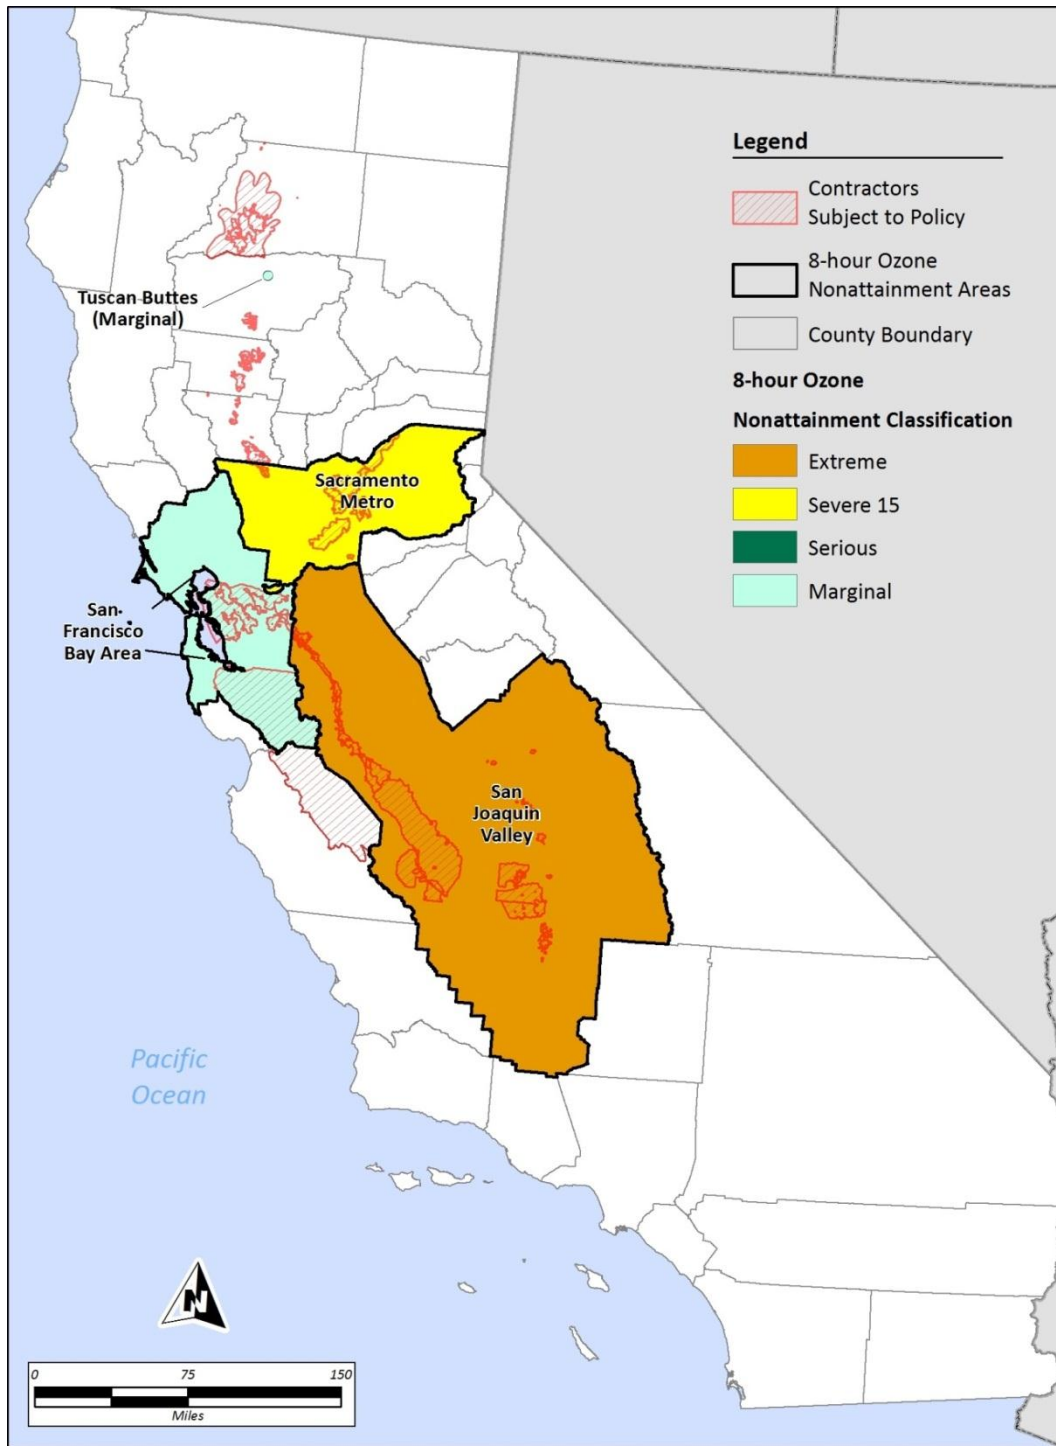 Legend
Contractors
Subject to Policy
8-hour Ozone
Nonattainment Areas
County Boundary
8-hour Ozone
Nonattainment Classification
Extreme
Severe 15
Serious
Marginal
Tuscan Buttes
(Marginal)
Sacramento
Metro
San
Francisco
Bay Area
San
Joaquin
Valley
Pacific
Ocean
N
0 75 150
Miles